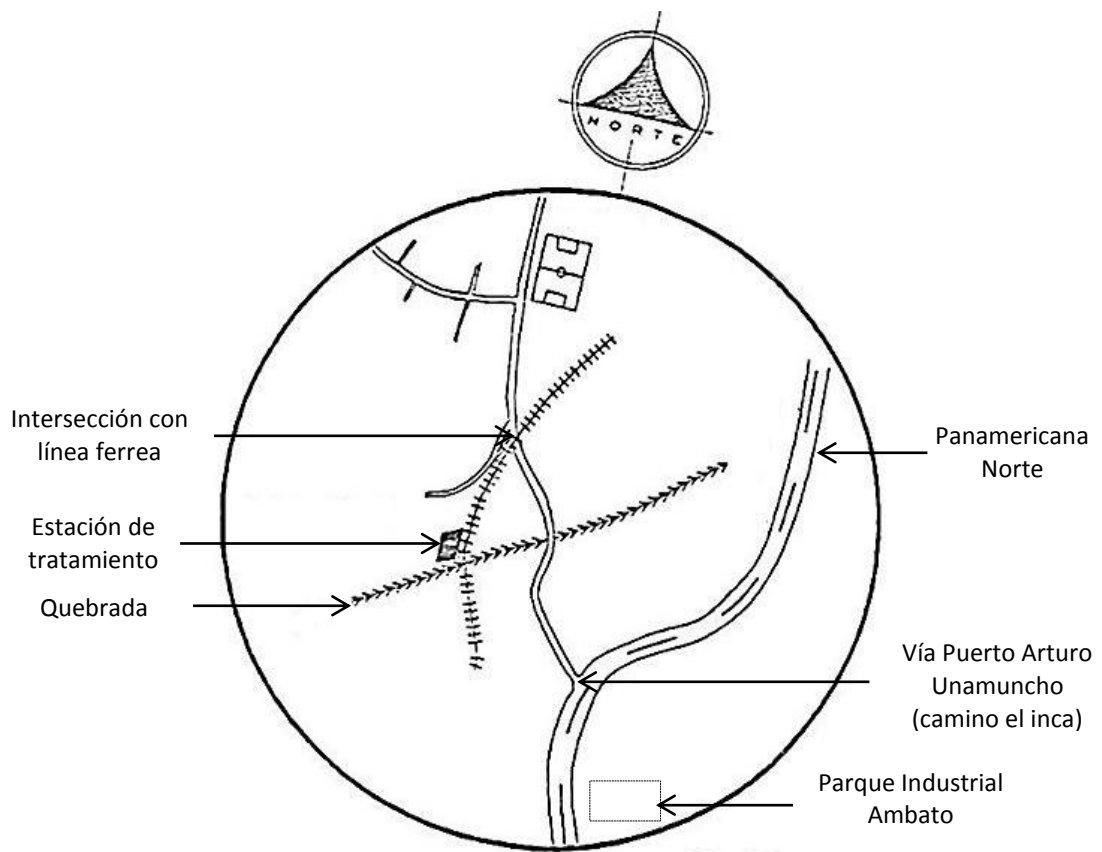 NORTE
Intersección con
línea ferrea
Panamericana
Norte
Estación de
tratamiento
Quebrada
Vía Puerto Arturo
Unamuncho
(camino el inca)
Parque Industrial
Ambato